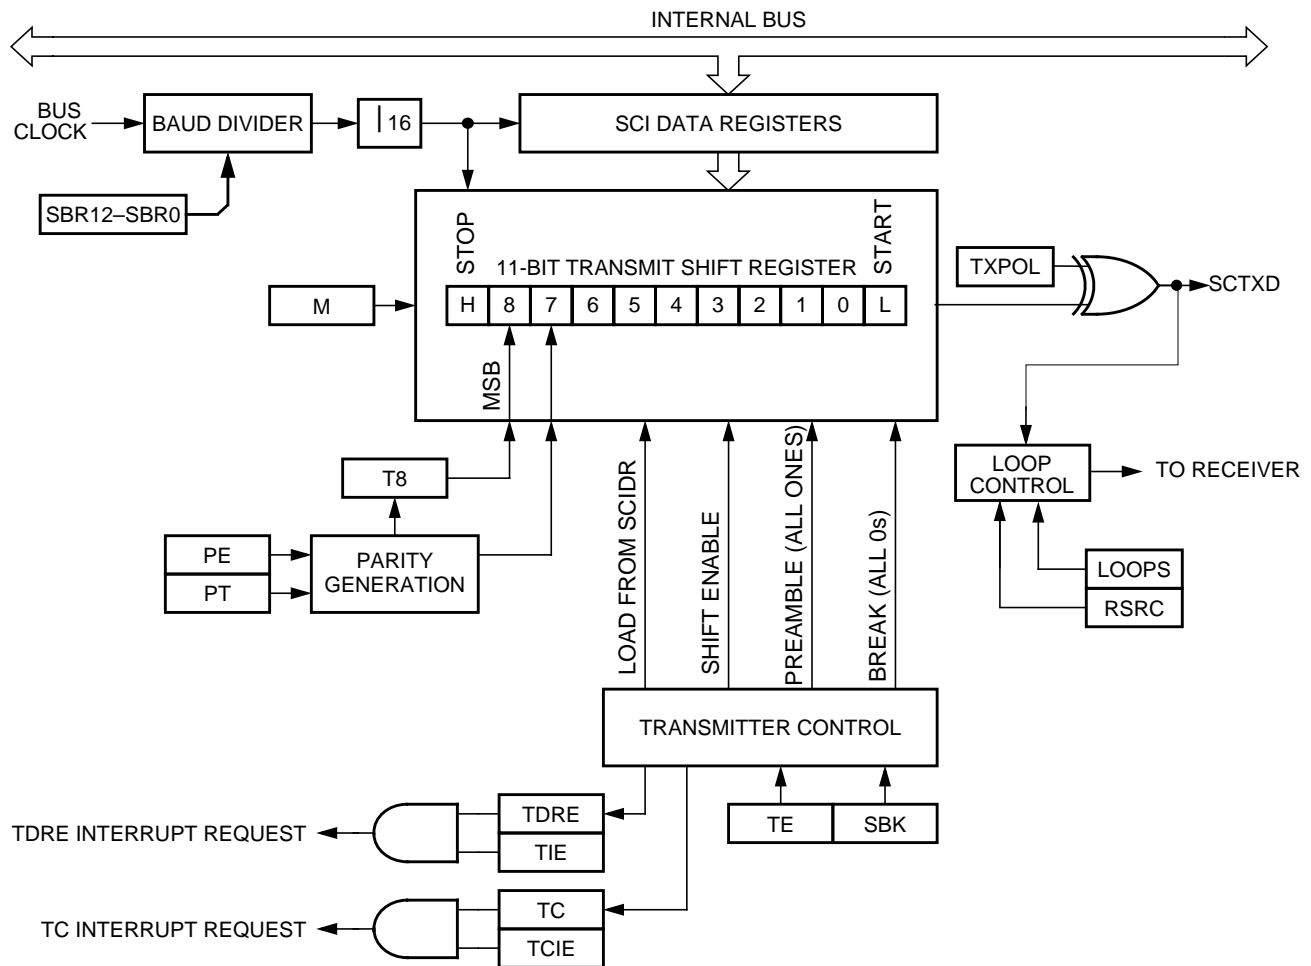 INTERNAL BUS
BUS
CLOCK
BAUD DIVIDER
| 16
SCI DATA REGISTERS
SBR12–SBR0
STOP
START
11-BIT TRANSMIT SHIFT REGISTER
H 8 7 6 5 4 3 2 1 0 L
M
TXPOL
SCTXD
MSB
T8
LOOP
CONTROL
TO RECEIVER
PE
PT
PARITY
GENERATION
LOAD FROM SCIDR
SHIFT ENABLE
PREAMBLE (ALL ONES)
BREAK (ALL 0s)
LOOPS
RSRC
TRANSMITTER CONTROL
TDRE INTERRUPT REQUEST
TDRE
TIE
TE
SBK
TC INTERRUPT REQUEST
TC
TCIE